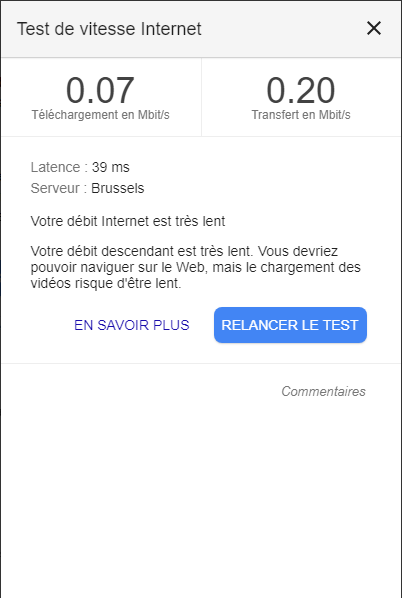 Test de vitesse Internet
0.07
Téléchargement en Mbit/s
0.20
Transfert en Mbit/s
Latence : 39 ms
Serveur : Brussels
Votre débit Internet est très lent
Votre débit descendant est très lent. Vous devriez
pouvoir naviguer sur le Web, mais le chargement des
vidéos risque d'être lent.
EN SAVOIR PLUS
RELANCER LE TEST
Commentaires